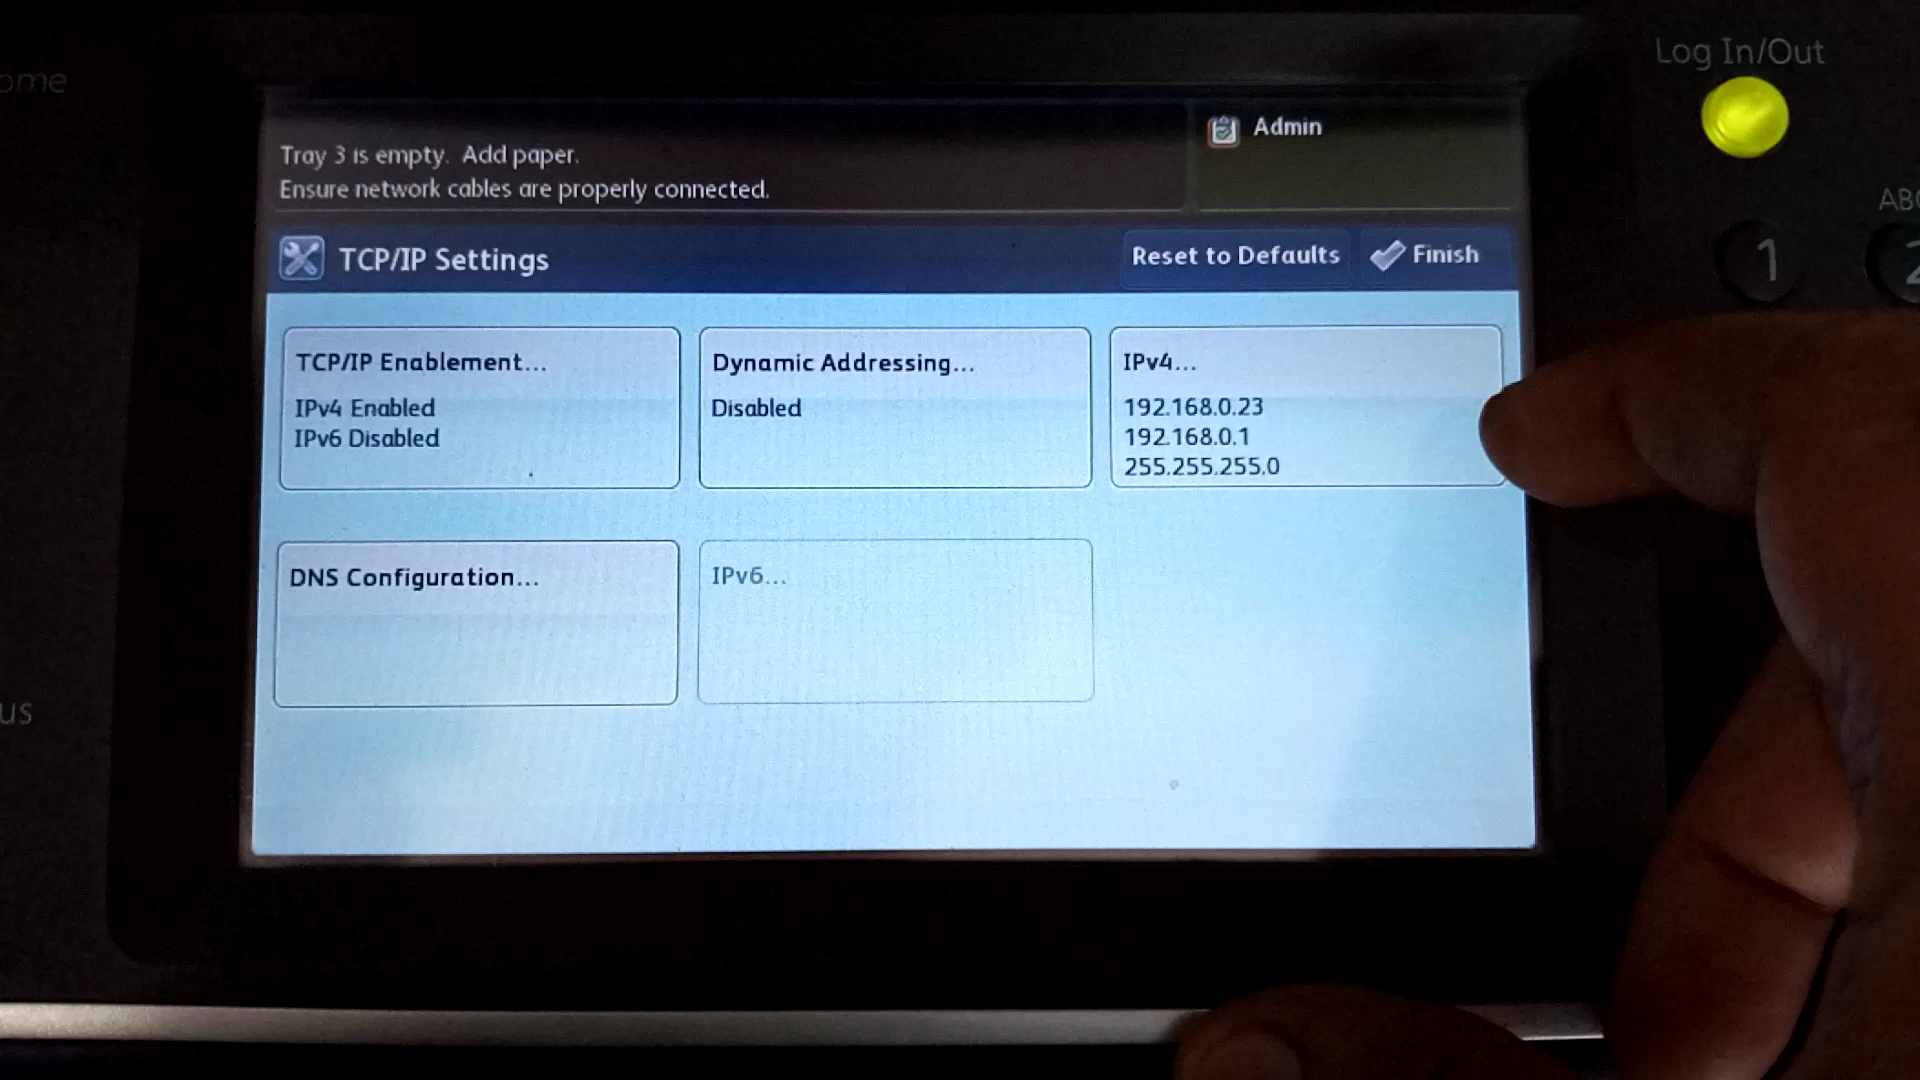 ome
Log In/Out
Admin
Tray 3 is empty. Add paper.
Ensure network cables are properly connected.
TCP/IP Settings
Reset to Defaults
Finish
ABC
1
2
TCP/IP Enablement...
IPv4 Enabled
IPv6 Disabled
Dynamic Addressing...
Disabled
IPv4...
192.168.0.23
192.168.0.1
255.255.255.0
DNS Configuration...
IPv6...
us